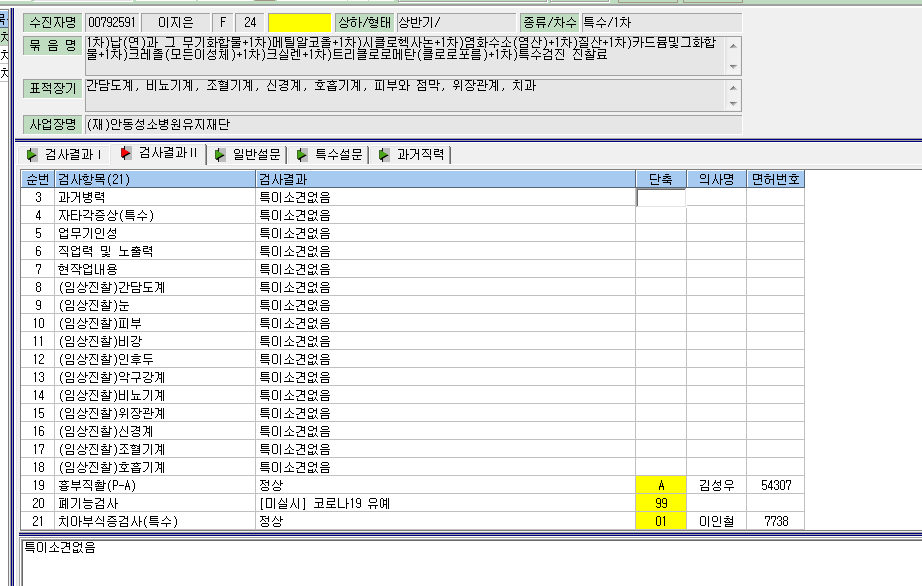 수진자명 00792591 이지은 F 24 상하/형태 상반기/ 종류/차수 특수/1차
묶 음 명 1차)납(연)과 그 무기화합물+1차)메틸알코올+1차)시클로헥사논+1차)염화수소(염산)+1차)질산+1차)카드뮴및그화합
물+1차)크레졸(모든이성체)+1차)크실렌+1차)트리클로로메탄(클로로포름)+1차)특수검진 진찰료
표적장기 간담도계, 비뇨기계, 조혈기계, 신경계, 호흡기계, 피부와 점막, 위장관계, 치과
사업장명 (재)안동성소병원유지재단
검사결과Ⅰ 검사결과Ⅱ 일반설문 특수설문 과거직력
순번 검사항목(21) 검사결과 단축 의사명 면허번호
3 과거병력 특이소견없음
4 자타각증상(특수) 특이소견없음
5 업무기인성 특이소견없음
6 직업력 및 노출력 특이소견없음
7 현작업내용 특이소견없음
8 (임상진찰)간담도계 특이소견없음
9 (임상진찰)눈 특이소견없음
10 (임상진찰)피부 특이소견없음
11 (임상진찰)비강 특이소견없음
12 (임상진찰)인후두 특이소견없음
13 (임상진찰)악구강계 특이소견없음
14 (임상진찰)비뇨기계 특이소견없음
15 (임상진찰)위장관계 특이소견없음
16 (임상진찰)신경계 특이소견없음
17 (임상진찰)조혈기계 특이소견없음
18 (임상진찰)호흡기계 특이소견없음
19 흉부직촬(P-A) 정상 A 김성우 54307
20 폐기능검사 [미실시] 코로나19 유예 99
21 치아부식증검사(특수) 정상 01 이인철 7738
특이소견없음